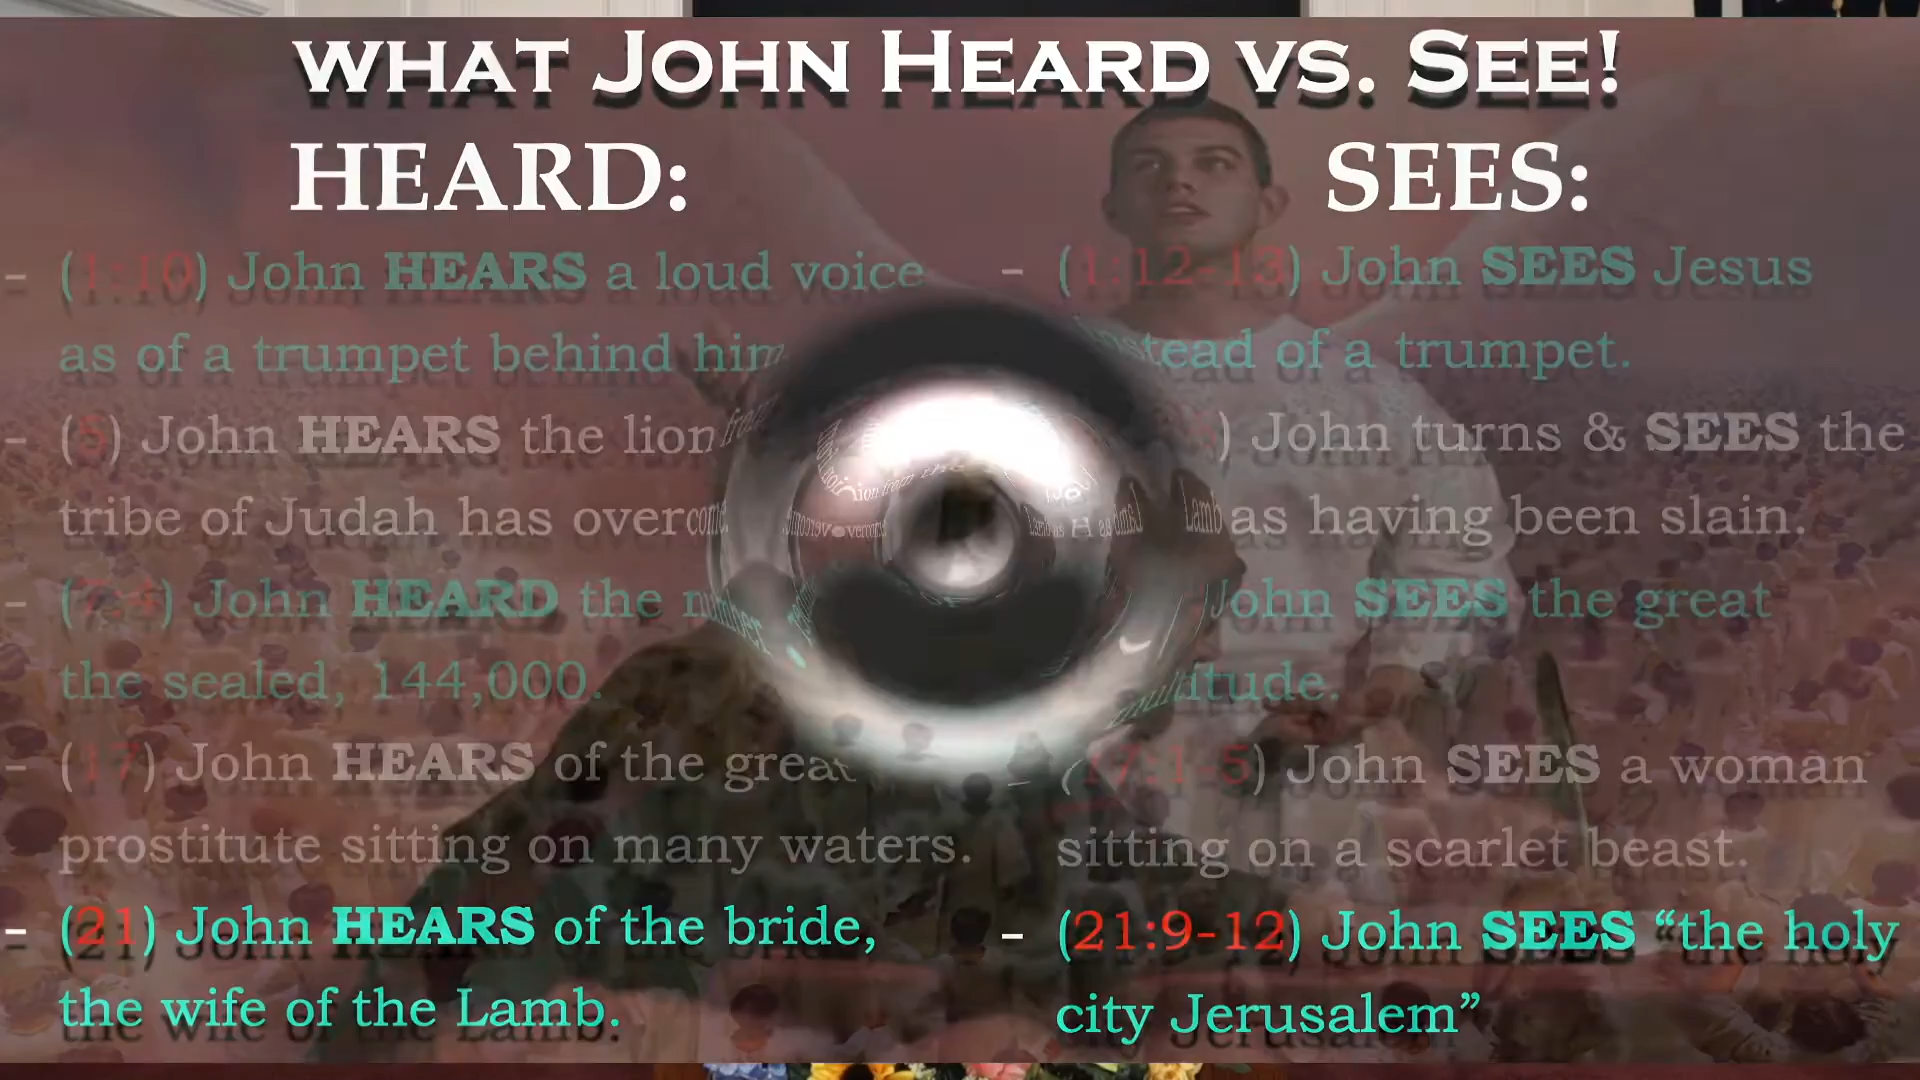 WHAT JOHN HEARD VS. SEE!
HEARD:
- (1:10) John HEARS a loud voice
as of a trumpet behind him
- (5) John HEARS the lion from
tribe of Judah has overcome
- (7:4) John HEARD the number
the sealed, 144,000.
- (17) John HEARS of the great
prostitute sitting on many waters.
- (21) John HEARS of the bride,
the wife of the Lamb.
SEES:
- (1:12-13) John SEES Jesus
instead of a trumpet.
) John turns & SEES the
Lamb as having been slain.
John SEES the great
multitude.
(17:1-5) John SEES a woman
sitting on a scarlet beast.
- (21:9-12) John SEES “the holy
city Jerusalem”